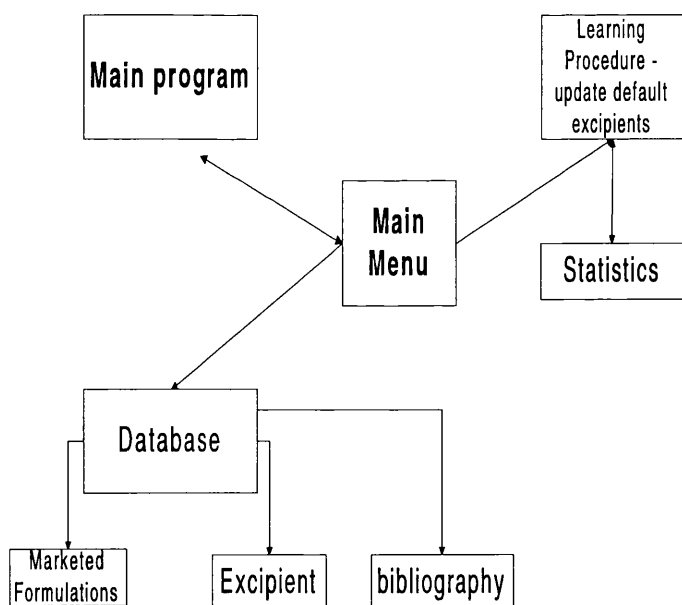 Main program
Learning
Procedure -
update default
excipients
Main
Menu
Statistics
Database
Marketed
Formulations
Excipient
bibliography